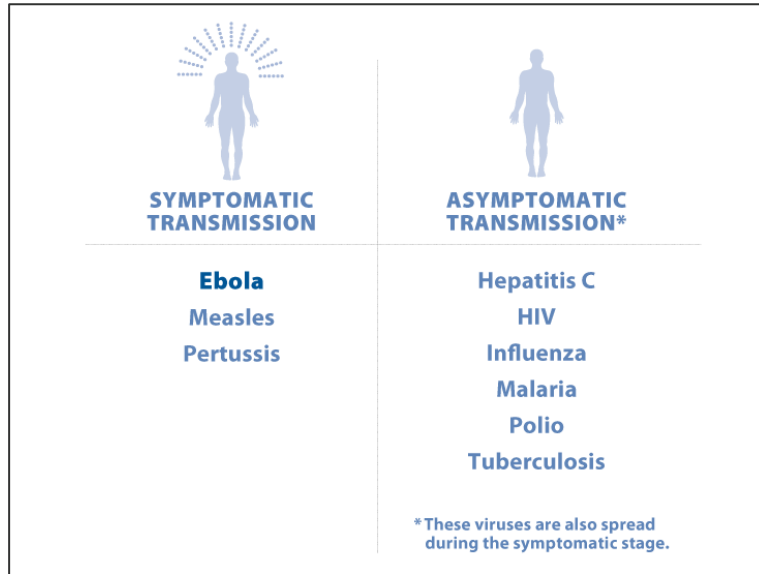 SYMPTOMATIC
TRANSMISSION
Ebola
Measles
Pertussis
ASYMPTOMATIC
TRANSMISSION*
Hepatitis C
HIV
Influenza
Malaria
Polio
Tuberculosis
*These viruses are also spread
during the symptomatic stage.